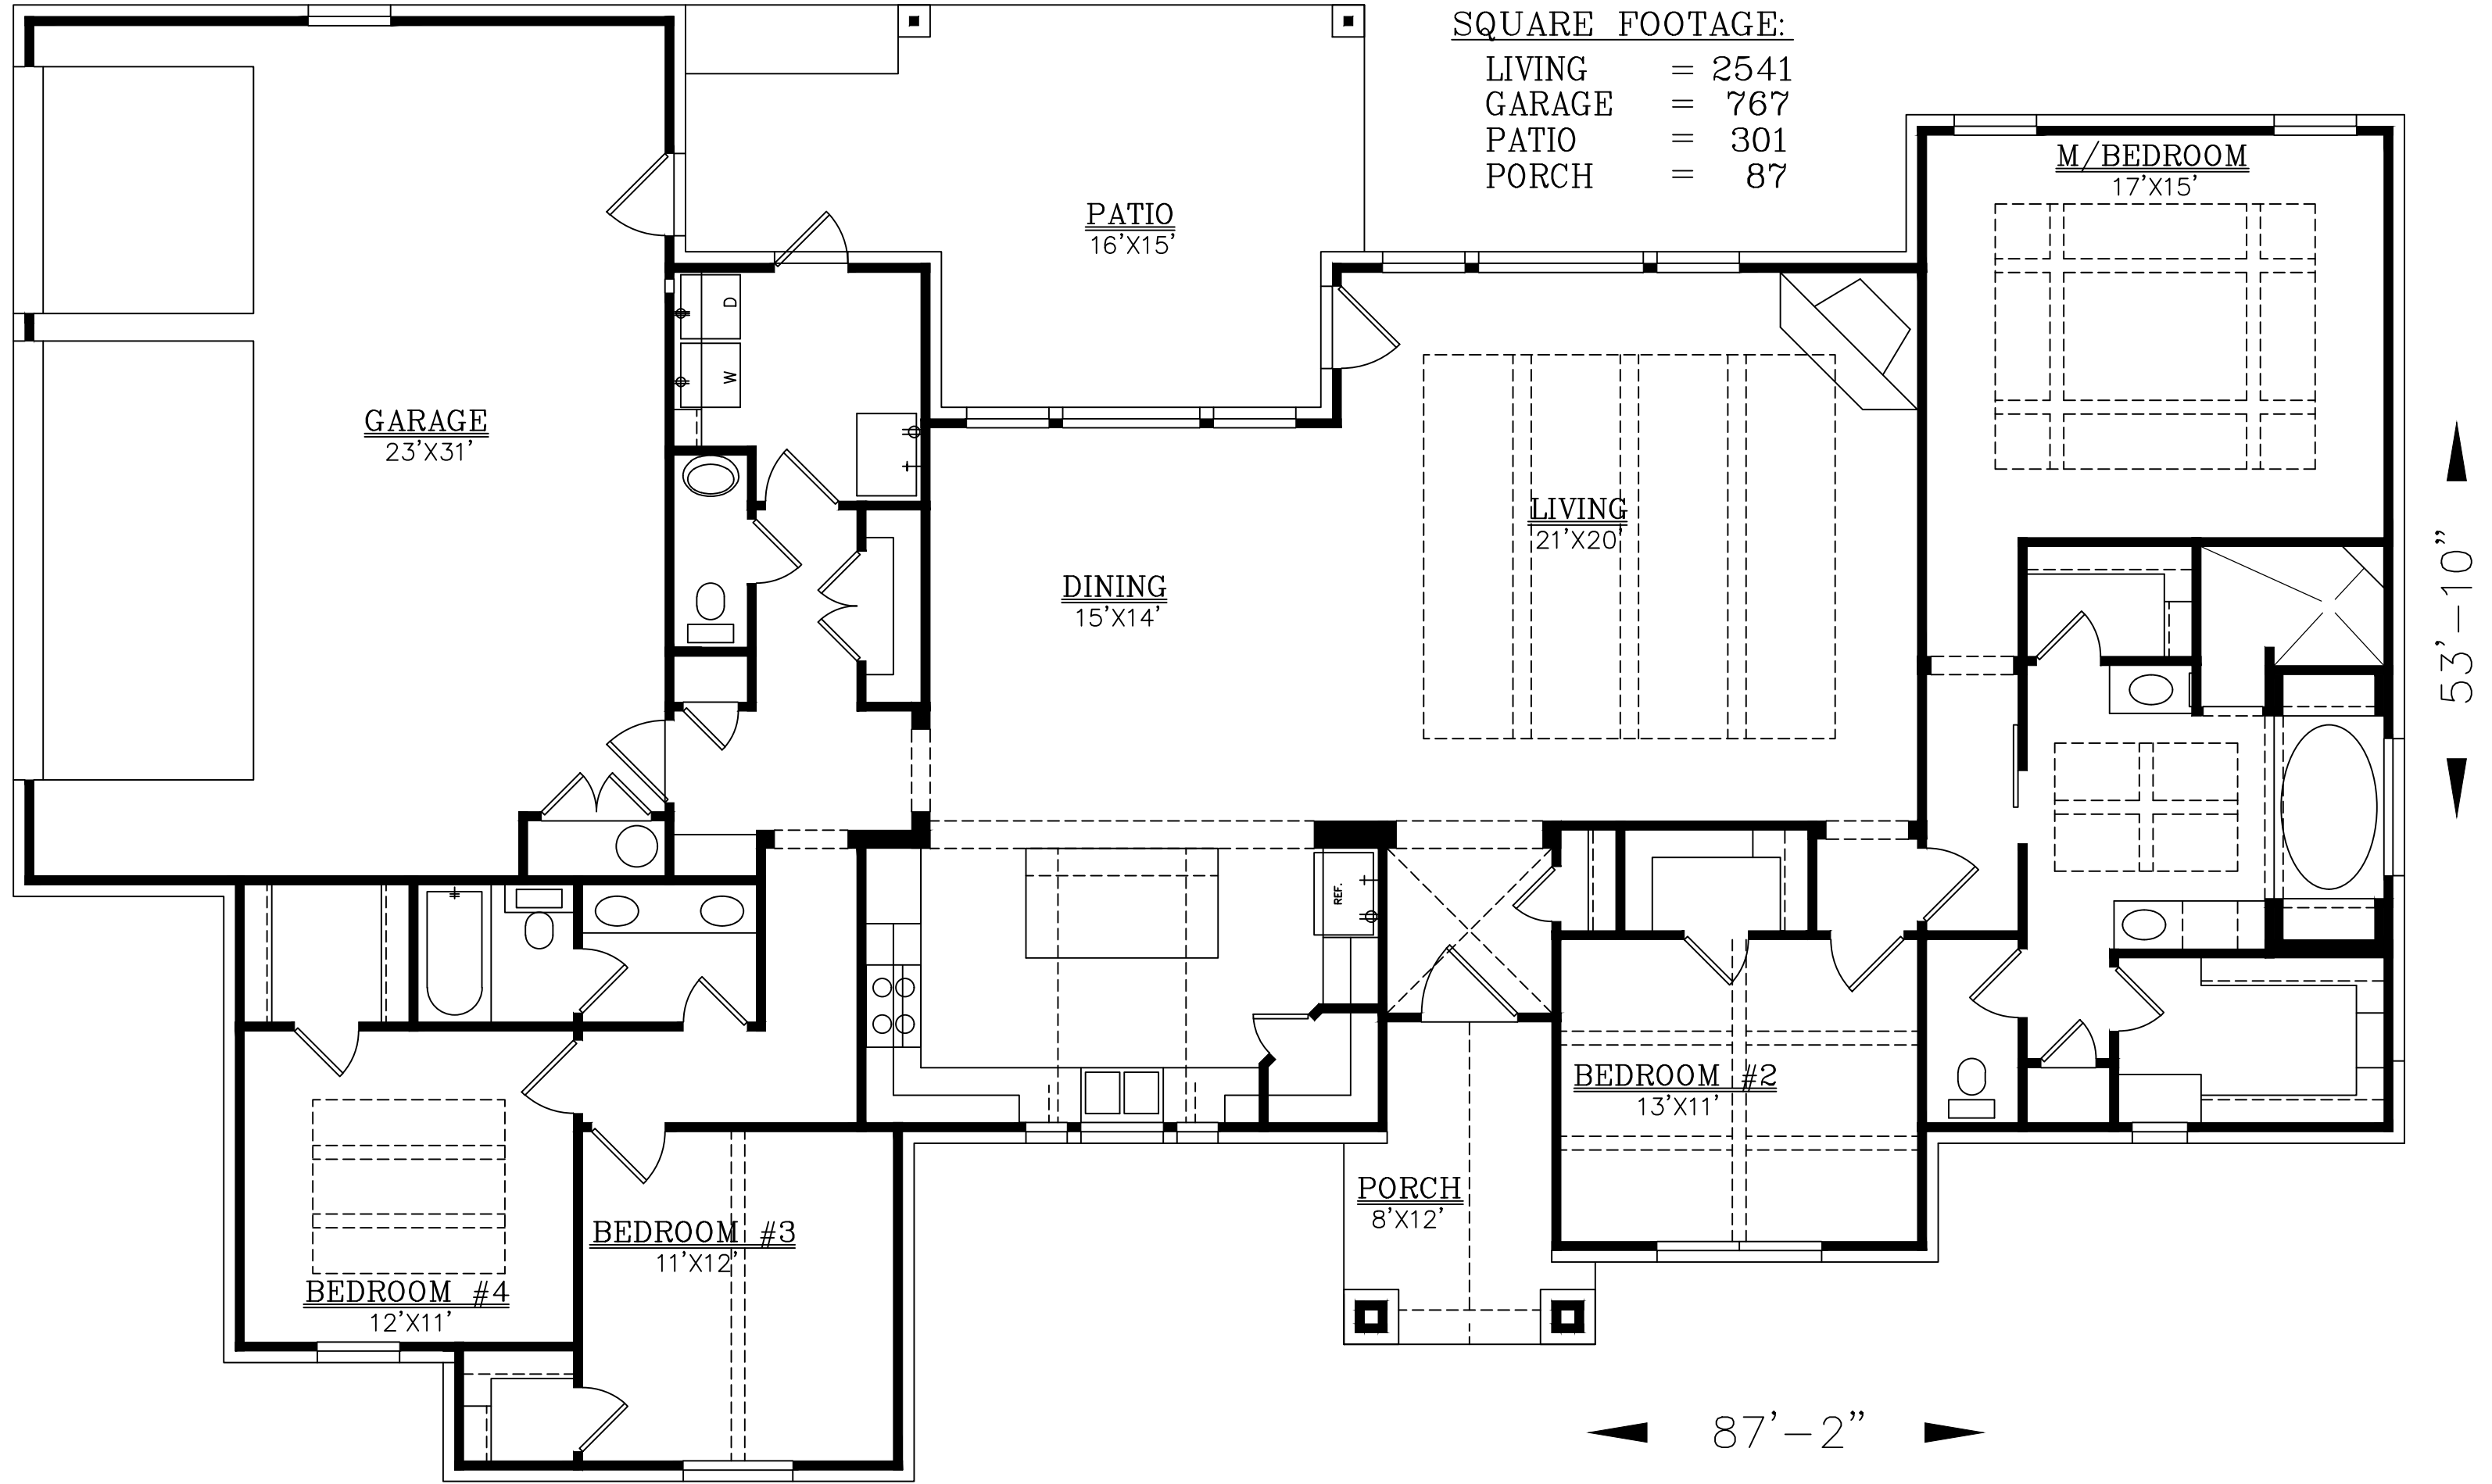 SQUARE FOOTAGE:
LIVING = 2541
GARAGE = 767
PATIO = 301
PORCH = 87
M/BEDROOM
17'X15'
PATIO
16'X15'
D
W
GARAGE
23'X31'
LIVING
21'X20'
DINING
15'X14'
53'-10"
REF.
BEDROOM #2
13'X11'
PORCH
8'X12'
BEDROOM #3
11'X12'
BEDROOM #4
12'X11'
87'-2"